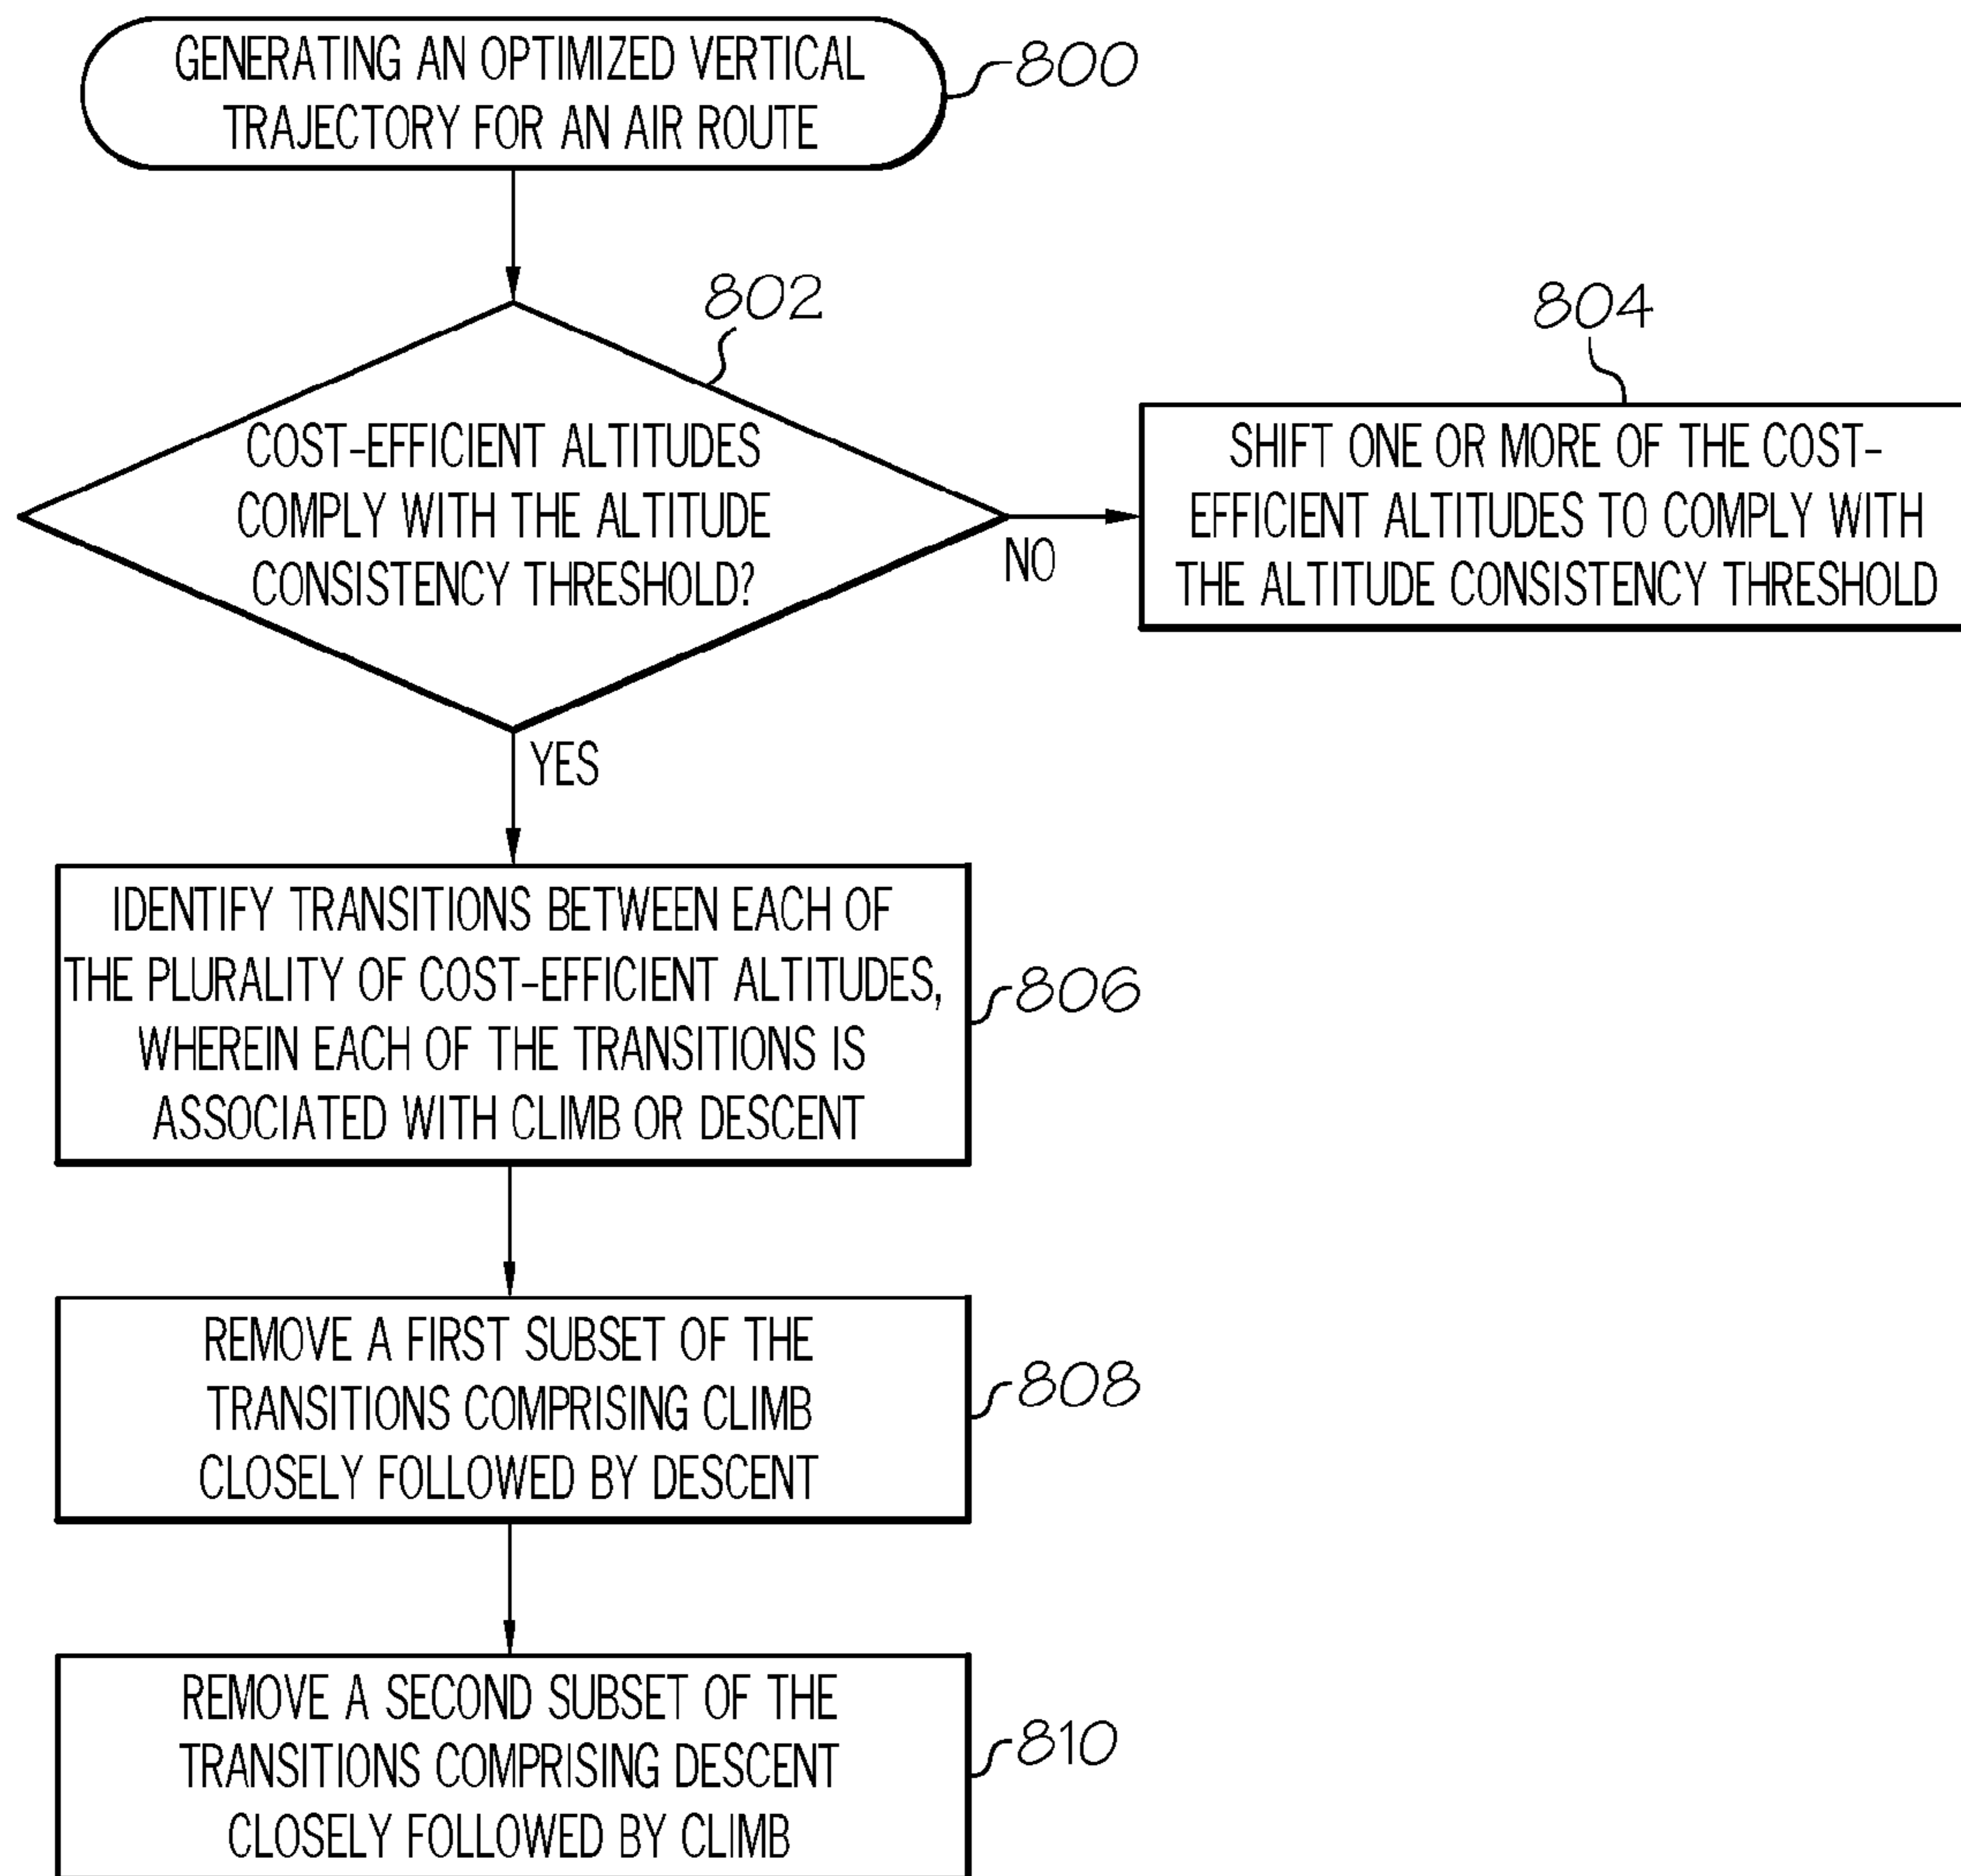 GENERATING AN OPTIMIZED VERTICAL
TRAJECTORY FOR AN AIR ROUTE
800
802
COST-EFFICIENT ALTITUDES
COMPLY WITH THE ALTITUDE
CONSISTENCY THRESHOLD?
NO
804
SHIFT ONE OR MORE OF THE COST-
EFFICIENT ALTITUDES TO COMPLY WITH
THE ALTITUDE CONSISTENCY THRESHOLD
YES
IDENTIFY TRANSITIONS BETWEEN EACH OF
THE PLURALITY OF COST-EFFICIENT ALTITUDES,
WHEREIN EACH OF THE TRANSITIONS IS
ASSOCIATED WITH CLIMB OR DESCENT
806
REMOVE A FIRST SUBSET OF THE
TRANSITIONS COMPRISING CLIMB
CLOSELY FOLLOWED BY DESCENT
808
REMOVE A SECOND SUBSET OF THE
TRANSITIONS COMPRISING DESCENT
CLOSELY FOLLOWED BY CLIMB
810